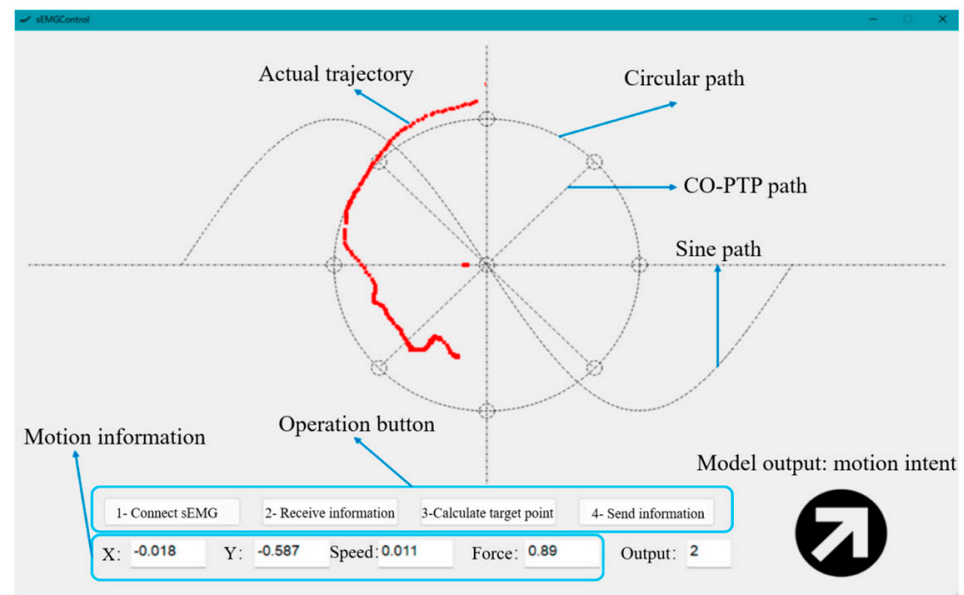 sEMGControl
Actual trajectory
Circular path
CO-PTP path
Sine path
Operation button
Motion information
Model output: motion intent
1- Connect sEMG
2- Receive information
3-Calculate target point
4- Send information
X: -0.018 Y: -0.587 Speed: 0.011 Force: 0.89 Output: 2